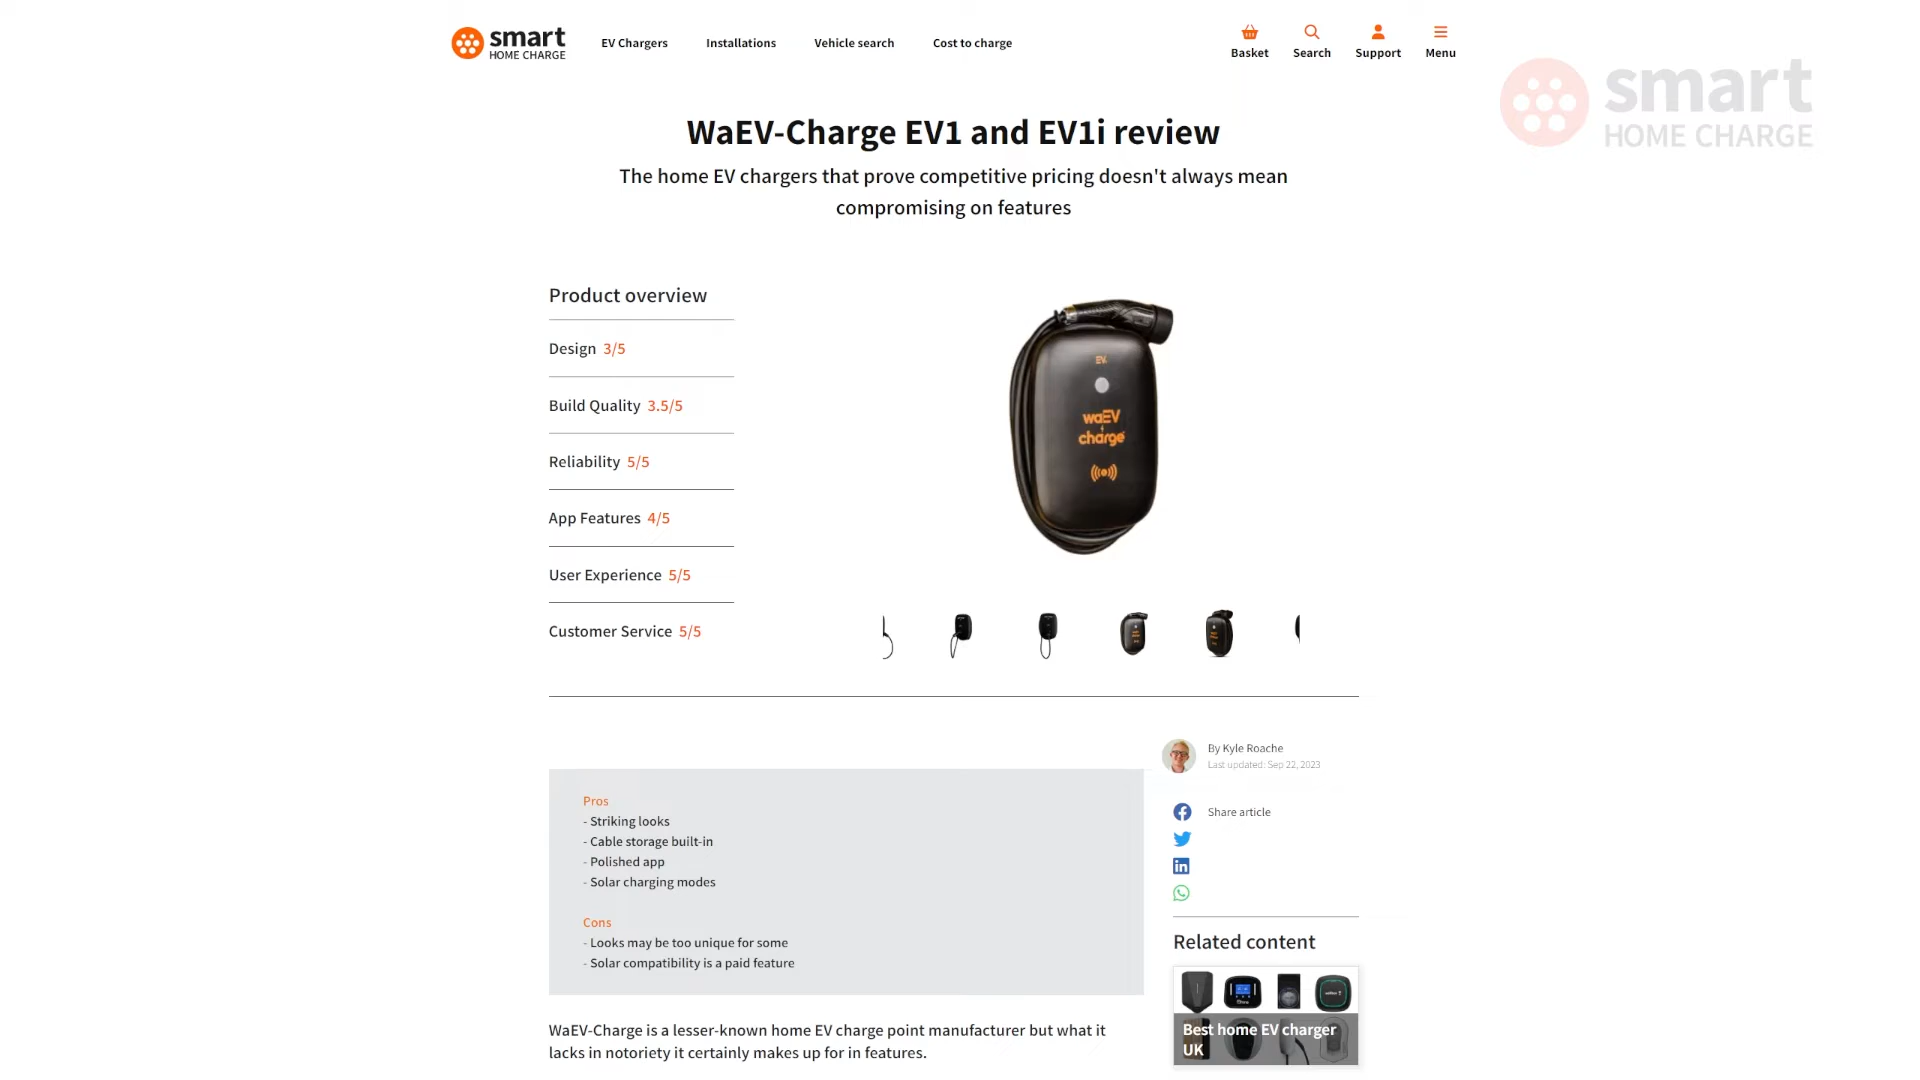 smart
HOME CHARGE
EV Chargers
Installations
Vehicle search
Cost to charge
Basket
Search
Support
Menu
smart
HOME CHARGE
WaEV-Charge EV1 and EV1i review
The home EV chargers that prove competitive pricing doesn't always mean
compromising on features
Product overview
Design 3/5
Build Quality 3.5/5
Reliability 5/5
App Features 4/5
User Experience 5/5
Customer Service 5/5
EV.
waEV
charge
By Kyle Roache
Last updated: Sep 22, 2023
Share article
Pros
- Striking looks
- Cable storage built-in
- Polished app
- Solar charging modes
Cons
- Looks may be too unique for some
- Solar compatibility is a paid feature
Related content
Best home EV charger
UK
WaEV-Charge is a lesser-known home EV charge point manufacturer but what it
lacks in notoriety it certainly makes up for in features.